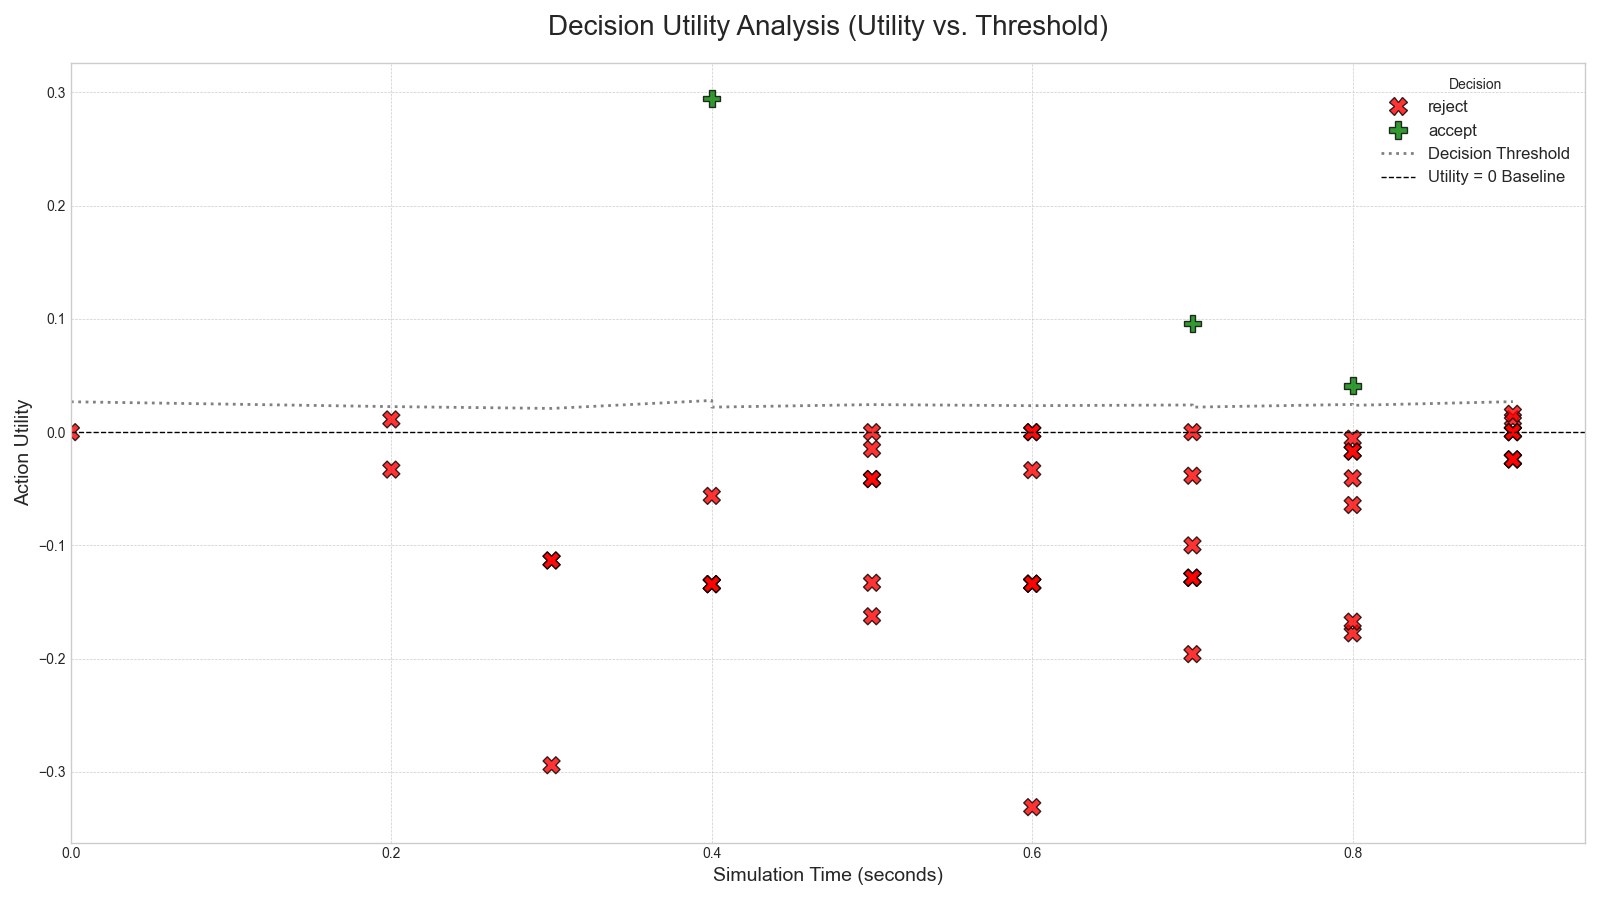 Decision Utility Analysis (Utility vs. Threshold)
Decision
reject
accept
Decision Threshold
Utility = 0 Baseline
Action Utility
0.3
0.2
0.1
0.0
−0.1
−0.2
−0.3
0.0
0.2
0.4
0.6
0.8
Simulation Time (seconds)